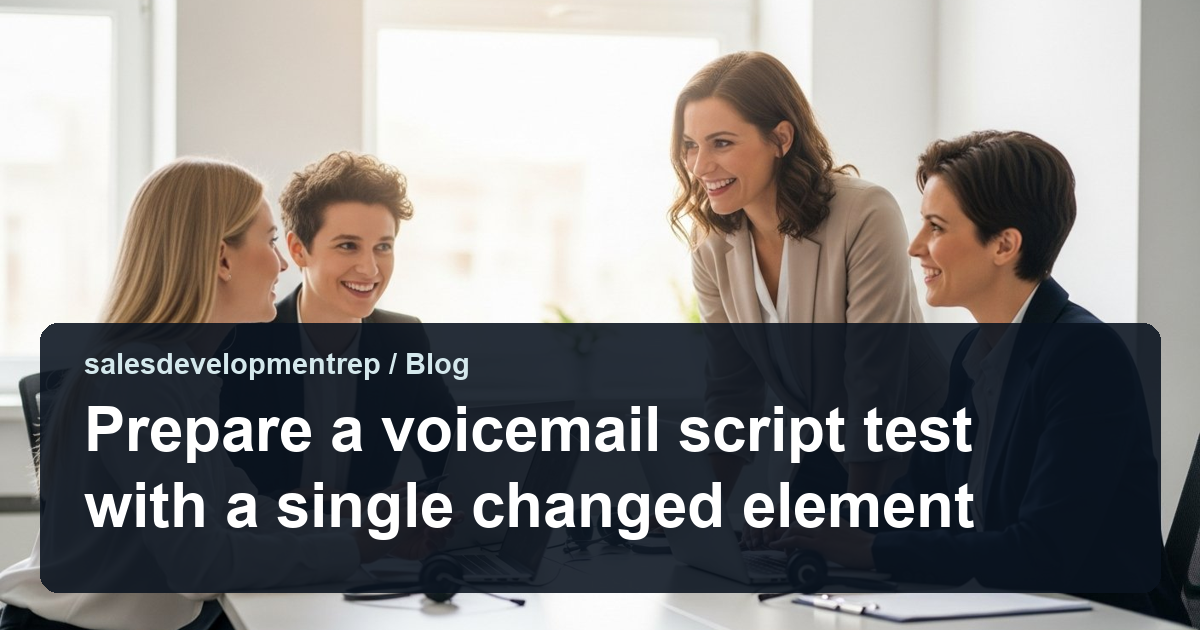 salesdevelopmentrep / Blog
Prepare a voicemail script test
with a single changed element